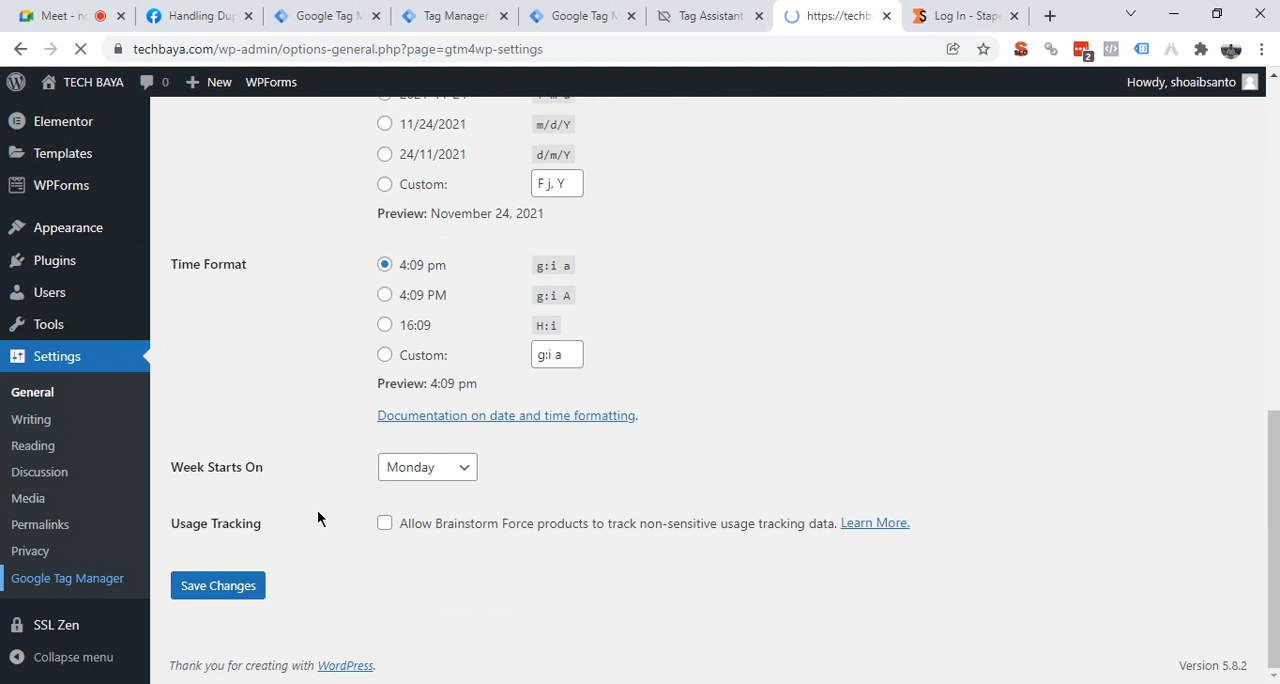 Meet - n
Handling Du
Google Tag M
Tag Manager
Google Tag M
Tag Assistant
https://techb
Log In - Stap
techbaya.com/wp-admin/options-general.php?page=gtm4wp-settings
SEO
2
TECH BAYA
0
New
WPForms
Howdy, shoaibsanto
Elementor
Templates
WPForms
Appearance
Plugins
Users
Tools
Settings
General
Writing
Reading
Discussion
Media
Permalinks
Privacy
Google Tag Manager
SSL Zen
Collapse menu
11/24/2021 m/d/Y
24/11/2021 d/m/Y
Custom: F j, Y
Preview: November 24, 2021
Time Format
4:09 pm g:i a
4:09 PM g:i A
16:09 H:i
Custom: g:i a
Preview: 4:09 pm
Documentation on date and time formatting.
Week Starts On
Monday
Usage Tracking
Allow Brainstorm Force products to track non-sensitive usage tracking data. Learn More.
Save Changes
Thank you for creating with WordPress.
Version 5.8.2